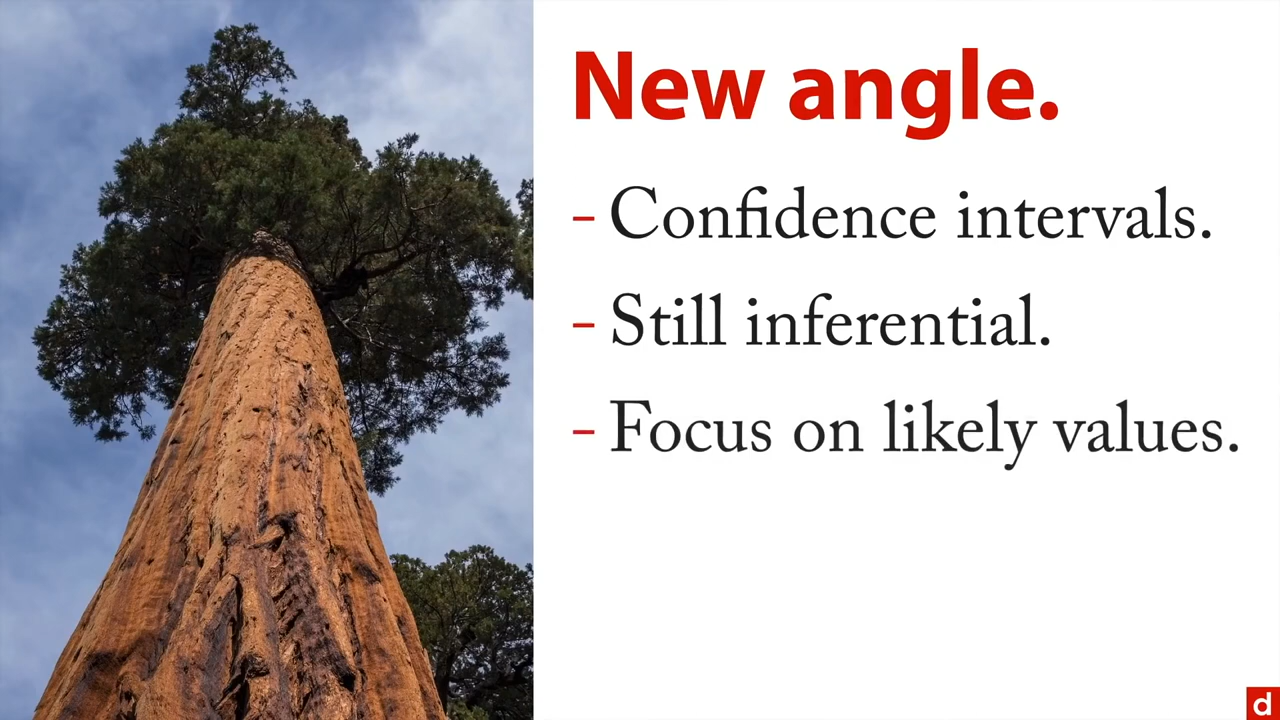 New angle.
- Confidence intervals.
- Still inferential.
- Focus on likely values.
d